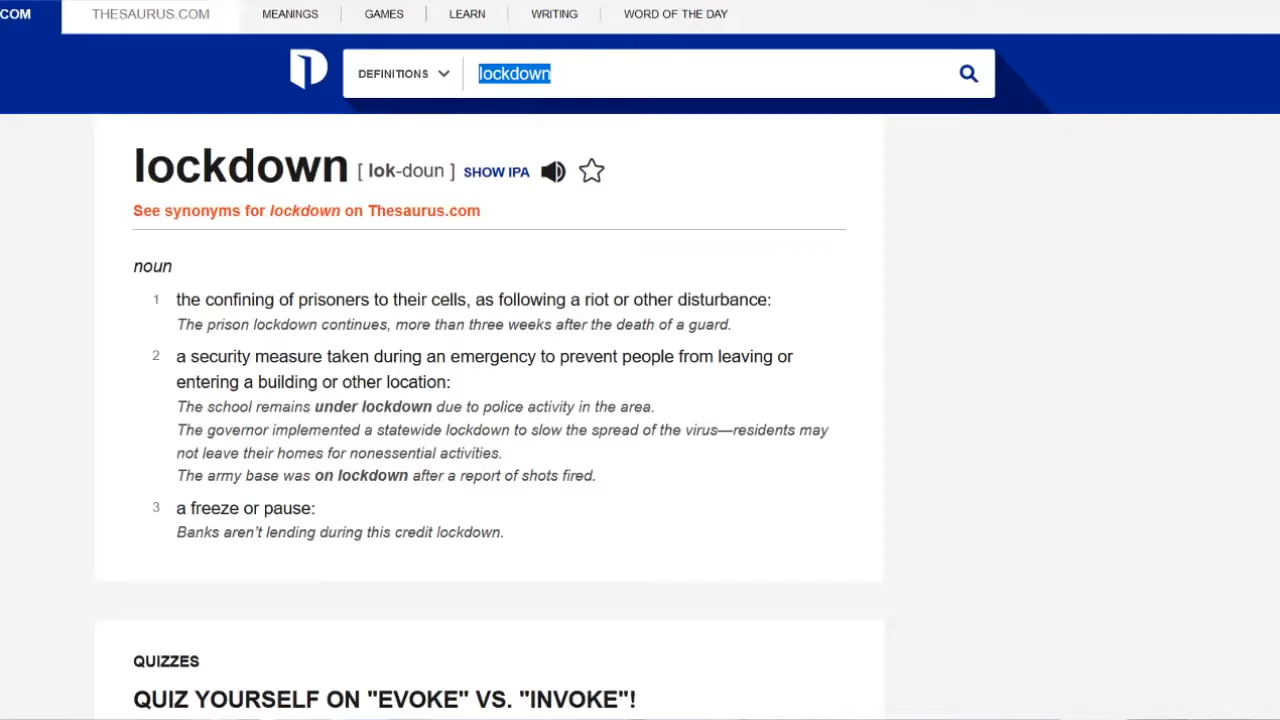 COM THESAURUS.COM MEANINGS GAMES LEARN WRITING WORD OF THE DAY
DEFINITIONS lockdown
lockdown [ lok-doun ] SHOW IPA
See synonyms for lockdown on Thesaurus.com
noun
1 the confining of prisoners to their cells, as following a riot or other disturbance:
The prison lockdown continues, more than three weeks after the death of a guard.
2 a security measure taken during an emergency to prevent people from leaving or
entering a building or other location:
The school remains under lockdown due to police activity in the area.
The governor implemented a statewide lockdown to slow the spread of the virus—residents may
not leave their homes for nonessential activities.
The army base was on lockdown after a report of shots fired.
3 a freeze or pause:
Banks aren’t lending during this credit lockdown.
QUIZZES
QUIZ YOURSELF ON "EVOKE" VS. "INVOKE"!